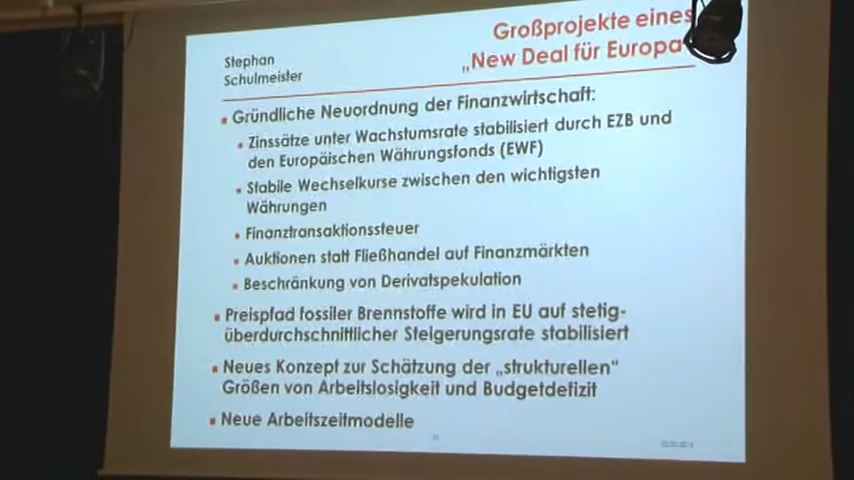 Stephan
Schulmeister
Großprojekte eines
„New Deal für Europa
Gründliche Neuordnung der Finanzwirtschaft:
Zinssätze unter Wachstumsrate stabilisiert durch EZB und
den Europäischen Währungsfonds (EWF)
Stabile Wechselkurse zwischen den wichtigsten
Währungen
Finanztransaktionssteuer
Auktionen statt Fließhandel auf Finanzmärkten
Beschränkung von Derivatspekulation
Preispfad fossiler Brennstoffe wird in EU auf stetig-
überdurchschnittlicher Steigerungsrate stabilisiert
Neues Konzept zur Schätzung der „strukturellen“
Größen von Arbeitslosigkeit und Budgetdefizit
Neue Arbeitszeitmodelle